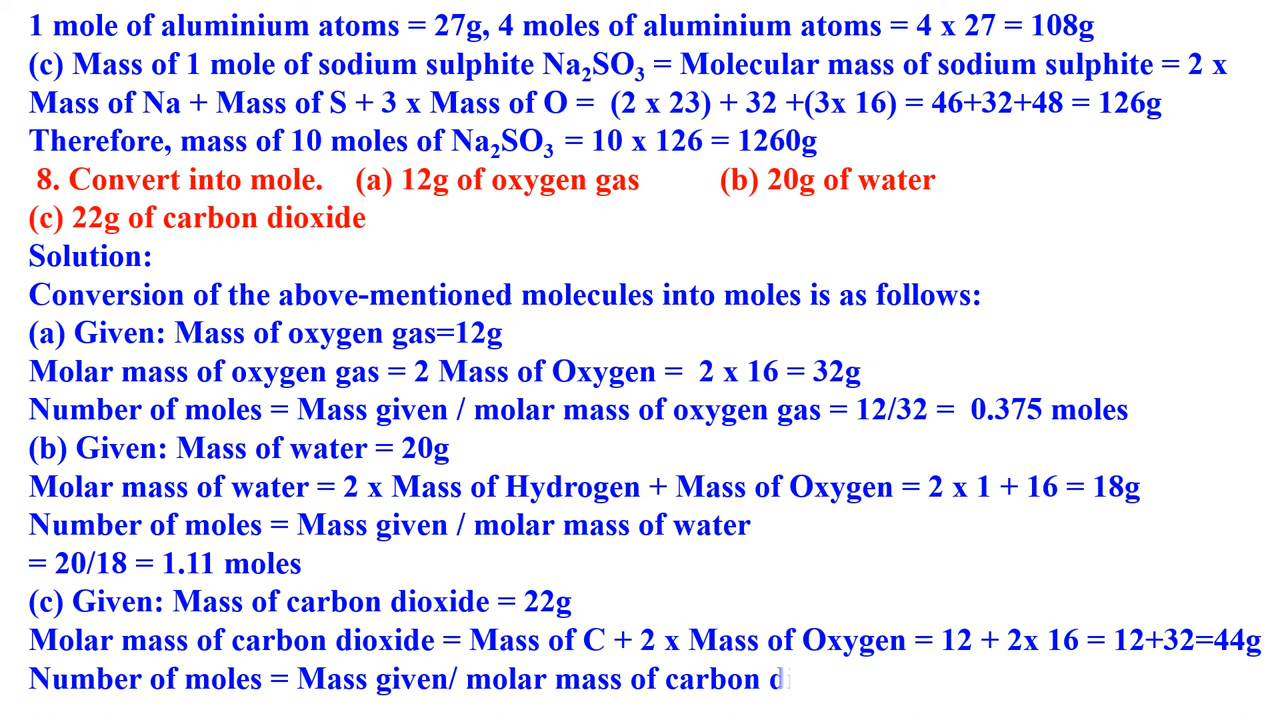 1 mole of aluminium atoms = 27g, 4 moles of aluminium atoms = 4 x 27 = 108g
(c) Mass of 1 mole of sodium sulphite Na₂SO₃ = Molecular mass of sodium sulphite = 2 x
Mass of Na + Mass of S + 3 x Mass of O = (2 x 23) + 32 +(3x 16) = 46+32+48 = 126g
Therefore, mass of 10 moles of Na₂SO₃ = 10 x 126 = 1260g
8. Convert into mole. (a) 12g of oxygen gas (b) 20g of water
(c) 22g of carbon dioxide
Solution:
Conversion of the above-mentioned molecules into moles is as follows:
(a) Given: Mass of oxygen gas=12g
Molar mass of oxygen gas = 2 Mass of Oxygen = 2 x 16 = 32g
Number of moles = Mass given / molar mass of oxygen gas = 12/32 = 0.375 moles
(b) Given: Mass of water = 20g
Molar mass of water = 2 x Mass of Hydrogen + Mass of Oxygen = 2 x 1 + 16 = 18g
Number of moles = Mass given / molar mass of water
= 20/18 = 1.11 moles
(c) Given: Mass of carbon dioxide = 22g
Molar mass of carbon dioxide = Mass of C + 2 x Mass of Oxygen = 12 + 2x 16 = 12+32=44g
Number of moles = Mass given/ molar mass of carbon